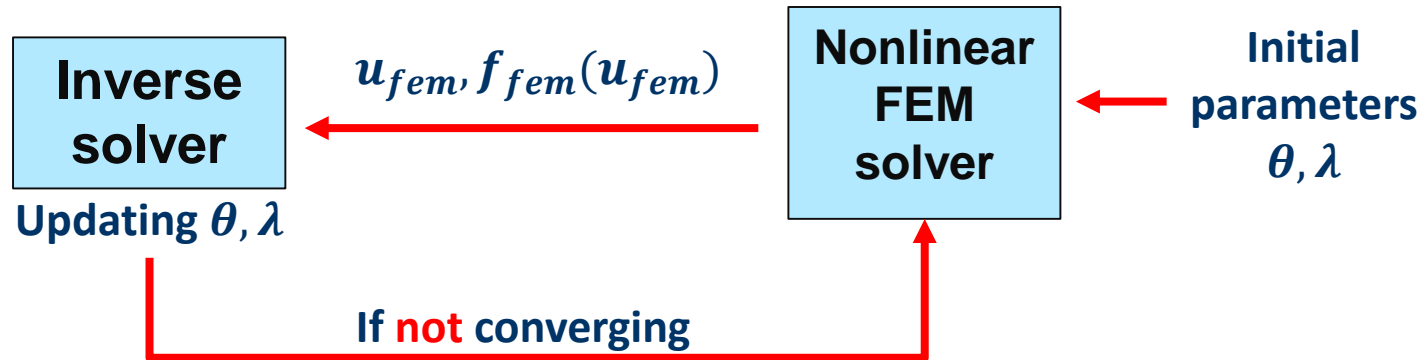 Inverse
solver
Updating θ, λ
u_fem, f_fem(u_fem)
Nonlinear
FEM
solver
Initial
parameters
θ, λ
If not converging